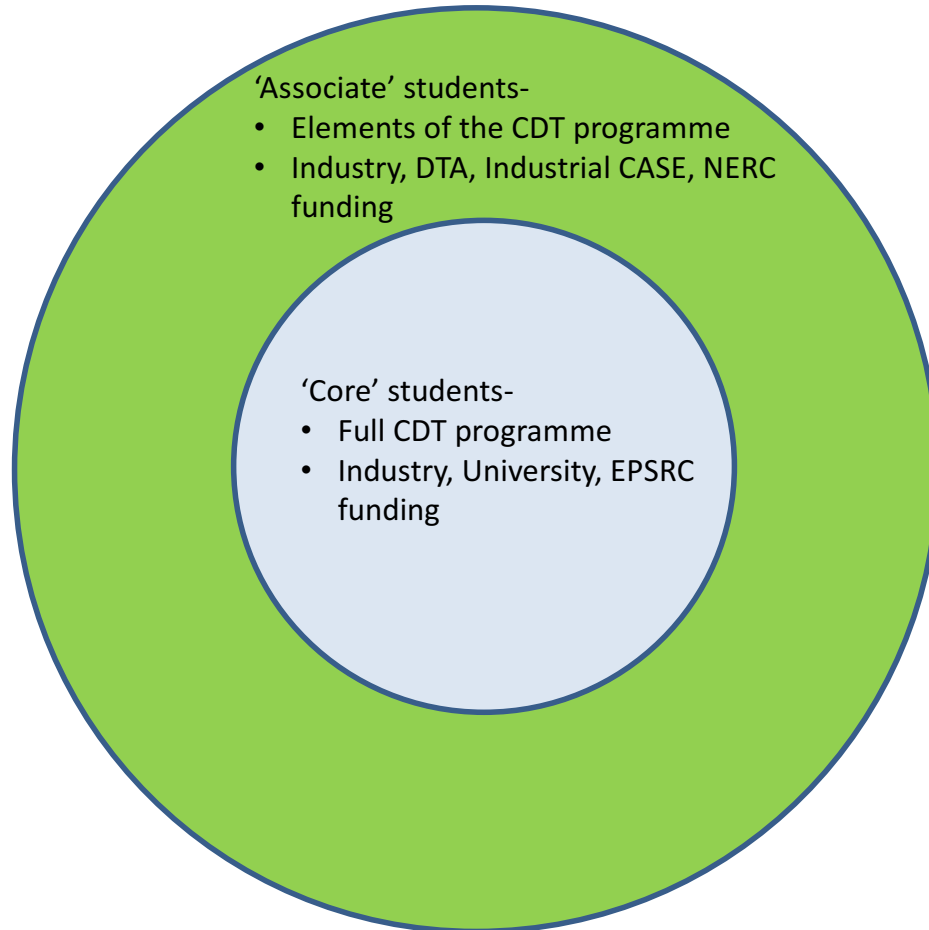 ‘Associate’ students-
• Elements of the CDT programme
• Industry, DTA, Industrial CASE, NERC
funding
‘Core’ students-
• Full CDT programme
• Industry, University, EPSRC
funding